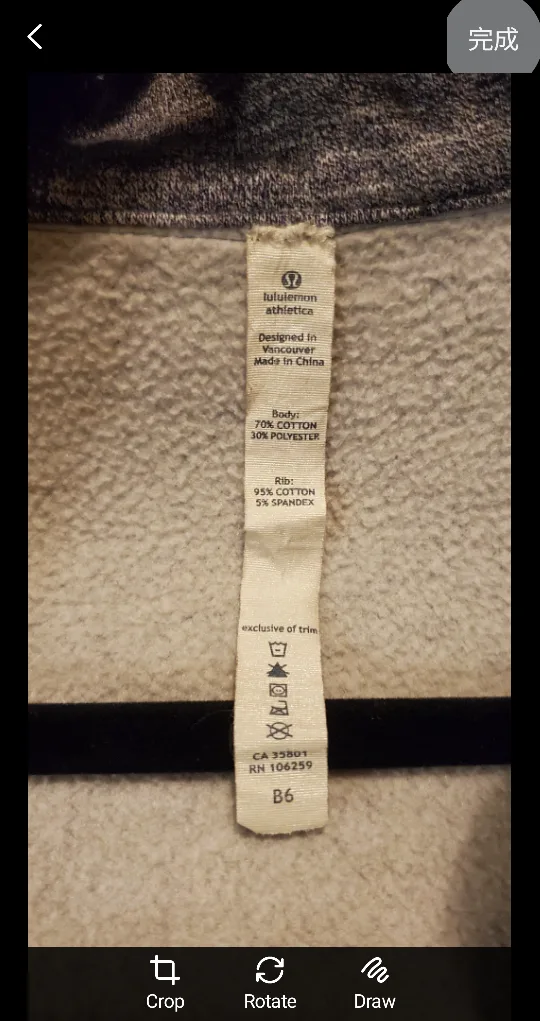 完成
lululemon
athletica
Designed in
Vancouver
Made in China
Body:
70% COTTON
30% POLYESTER
Rib:
95% COTTON
5% SPANDEX
exclusive of trim
CA 35801
RN 106259
B6
Crop
Rotate
Draw